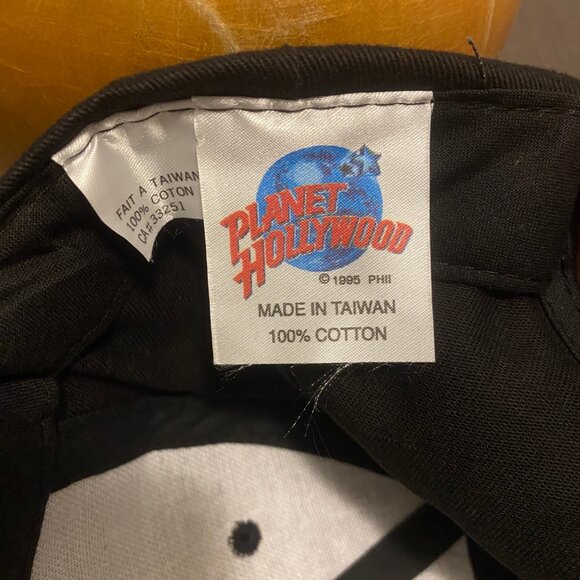 FAIT A TAIWAN
100% COTON
CA# 33251
PLANET
HOLLYWOOD
© 1995 PHII
MADE IN TAIWAN
100% COTTON